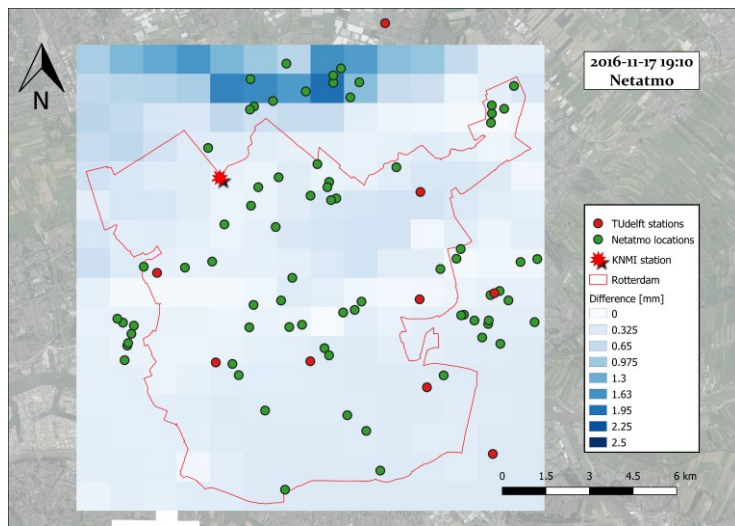 2016-11-17 19:10
Netatmo
N
TUdelft stations
Netatmo locations
KNMI station
Rotterdam
Difference [mm]
0
0.325
0.65
0.975
1.3
1.63
1.95
2.25
2.5
0 1.5 3 4.5 6 km